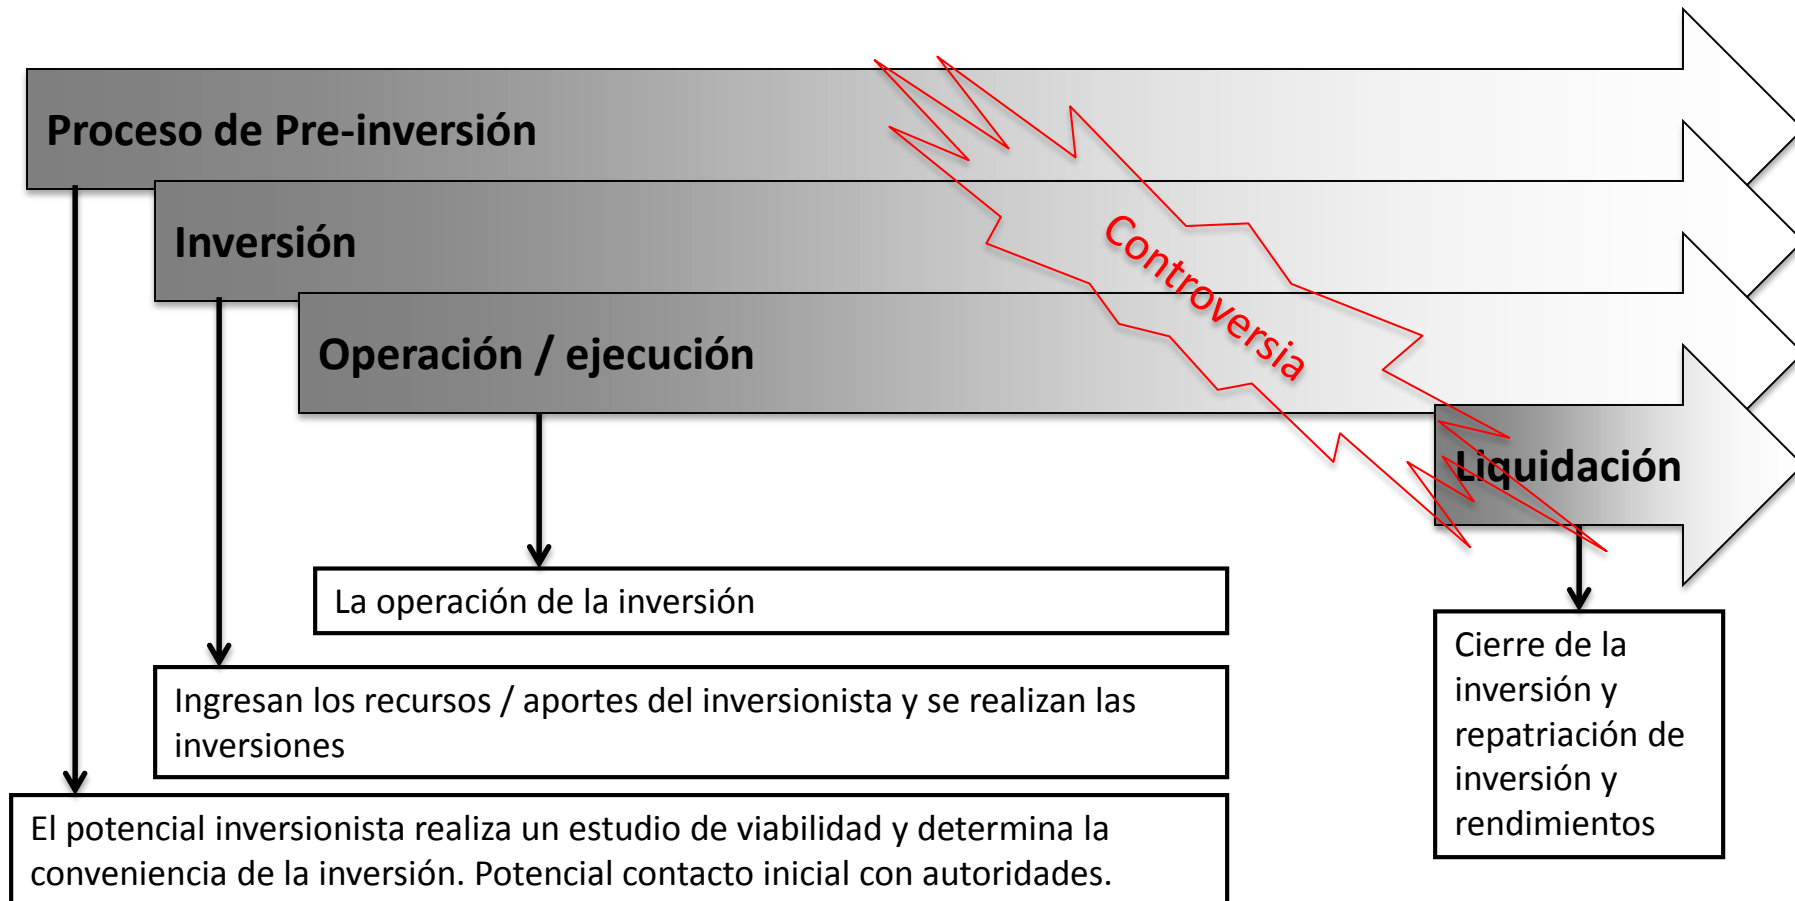 Proceso de Pre-inversión
Inversión
Controversia
Operación / ejecución
Liquidación
La operación de la inversión
Ingresan los recursos / aportes del inversionista y se realizan las
inversiones
El potencial inversionista realiza un estudio de viabilidad y determina la
conveniencia de la inversión. Potencial contacto inicial con autoridades.
Cierre de la
inversión y
repatriación de
inversión y
rendimientos